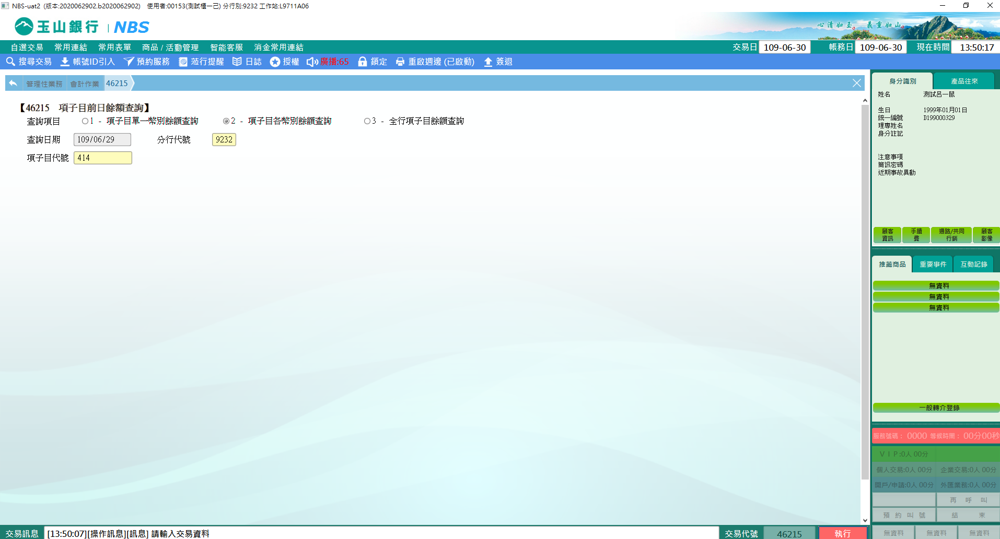 NBS-uat2 (版本:2020062902.b2020062902) 使用者:00153(測試櫃一己) 分行別:9232 工作站:L9711A06
玉山銀行 | NBS
心清如玉。義重如山。
自選交易 常用連結 常用表單 商品 / 活動管理 智能客服 消金常用連結 交易日 109-06-30 帳務日 109-06-30 現在時間 13:50:17
搜尋交易 帳號ID引入 預約服務 蒞行提醒 日誌 授權 廣播:65 鎖定 重啟週邊 (已啟動) 簽退
管理性業務 會計作業 46215
【46215 項子目前日餘額查詢】
查詢項目 1 - 項子目單一幣別餘額查詢 2 - 項子目各幣別餘額查詢 3 - 全行項子目餘額查詢
查詢日期 109/06/29 分行代號 9232
項子目代號 414
身分識別 產品往來
姓名 測試呂一鼠
生日 1999年01月01日
統一編號 D199000329
理專姓名
身分註記
注意事項
簡訊密碼
近期事故異動
顧客資訊 手續費 通路/共同行銷 顧客影像
推薦商品 重要事件 互動記錄
無資料
無資料
無資料
一般轉介登錄
服務號碼： 0000 等候時間： 00分00秒
ＶＩＰ:0人 00分
個人交易:0人 00分 企業交易:0人 00分
開戶/申請:0人 00分 外匯業務:0人 00分
再 呼 叫
預 約 叫 號 結 束
無資料 無資料 無資料
交易訊息 [13:50:07][操作訊息][訊息] 請輸入交易資料 交易代號 46215 執行